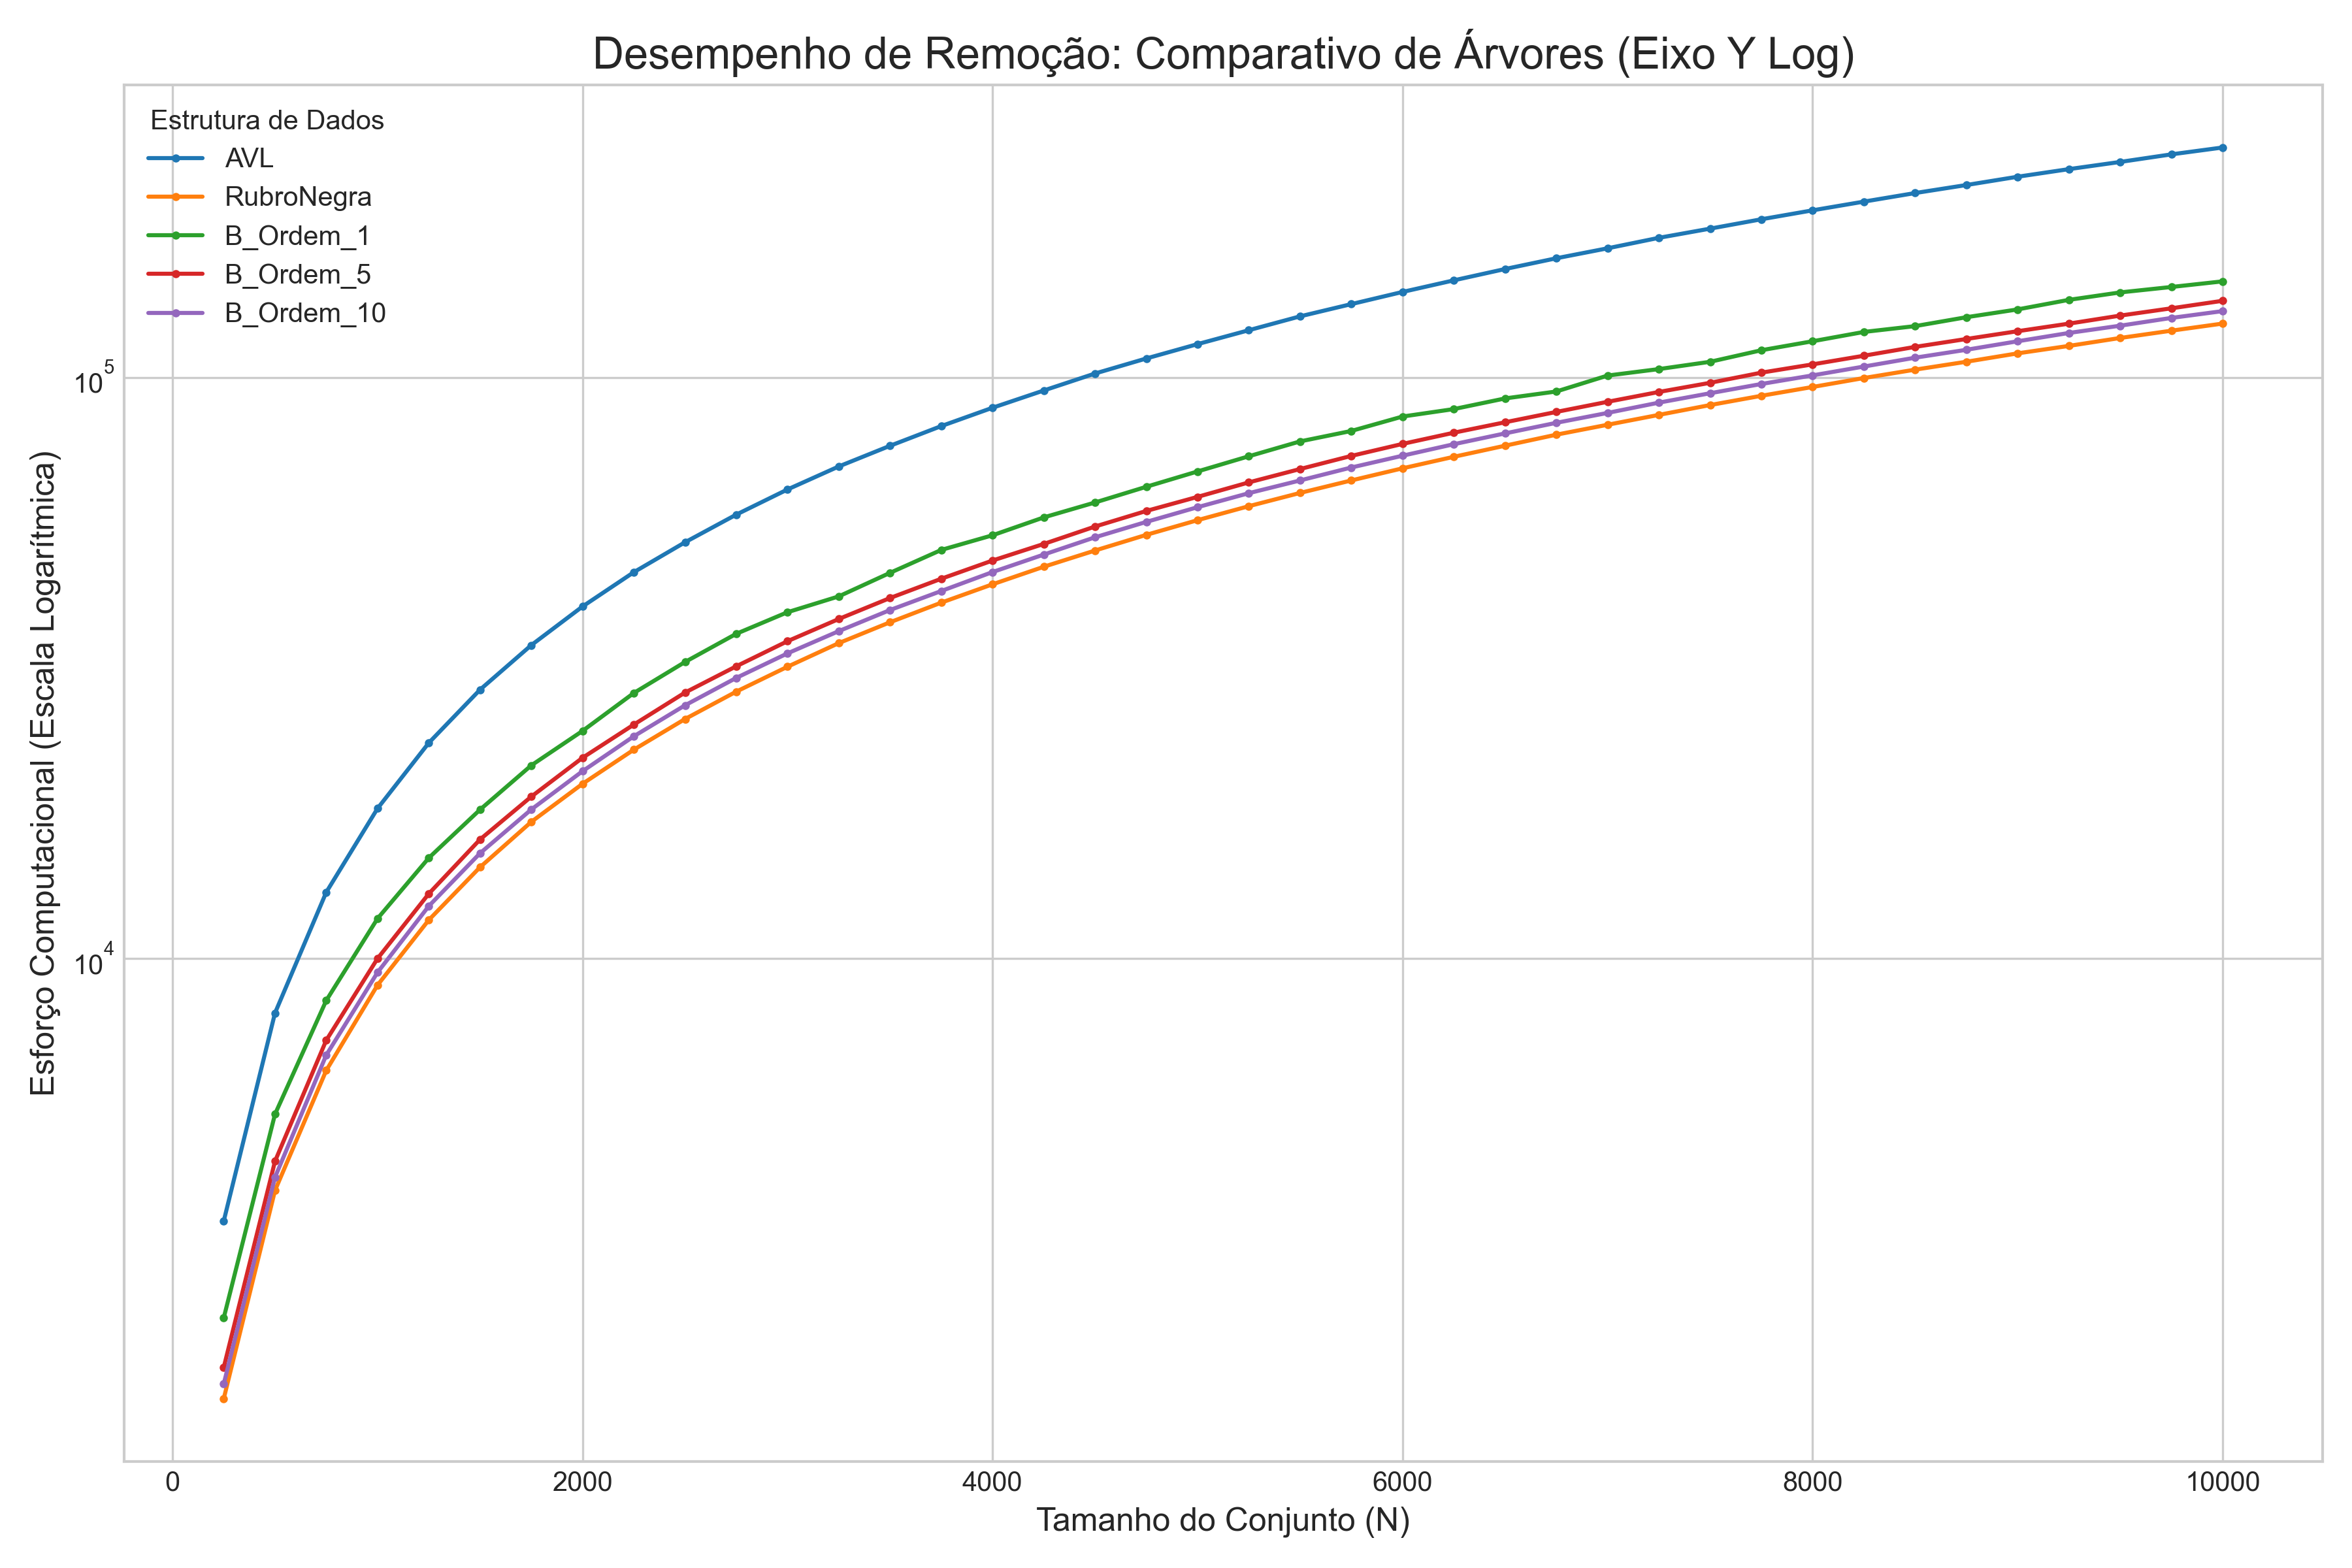 Desempenho de Remoção: Comparativo de Árvores (Eixo Y Log)
Estrutura de Dados
AVL
RubroNegra
B_Ordem_1
B_Ordem_5
B_Ordem_10
10^5
10^4
Esforço Computacional (Escala Logarítmica)
0 2000 4000 6000 8000 10000
Tamanho do Conjunto (N)